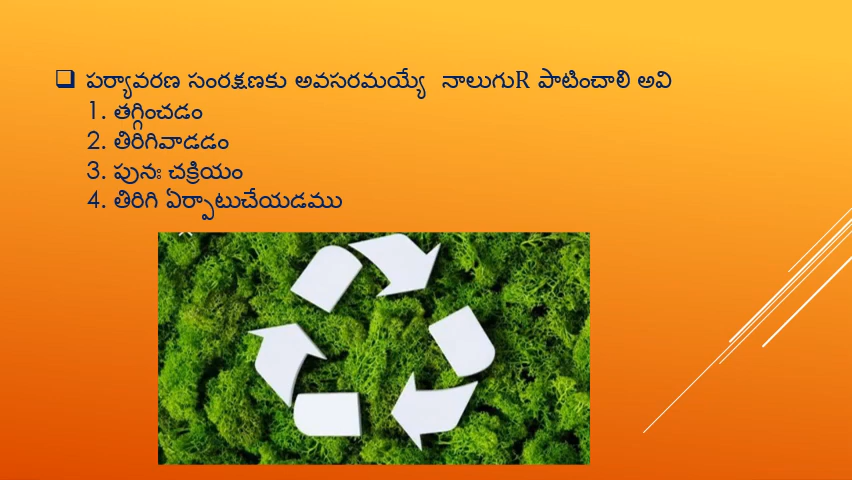 ❑ పర్యావరణ సంరక్షణకు అవసరమయ్యే నాలుగుR పాటించాలి అవి
1. తగ్గించడం
2. తిరిగివాడడం
3. పునః చక్రియం
4. తిరిగి ఏర్పాటుచేయడము